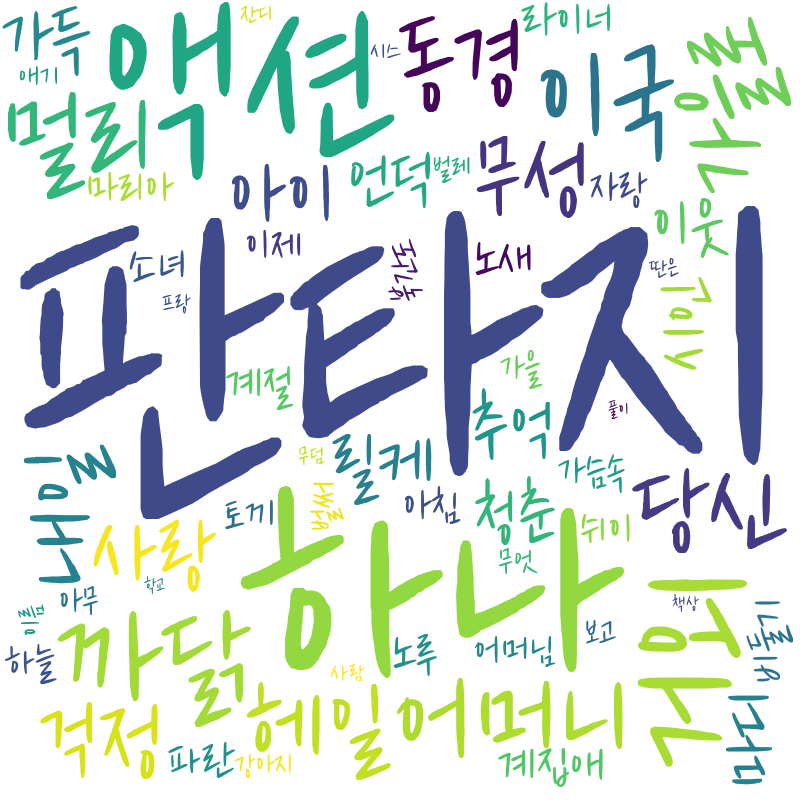 가득
액션
잔디
시스
동경
라이너
애기
멀리
이국
마리아
아이
언덕
벌레
무성
자랑
이웃
소녀
이제
노새
딴은
프랑
판타지
계절
가을
풀이
추억
릴케
무덤
가슴속
아침
청춘
당신
토끼
쉬이
사랑
하나
무엇
아무
학교
책상
하늘
까닭
노루
어머님
보고
사람
걱정
헤일
어머니
파란
강아지
계집애